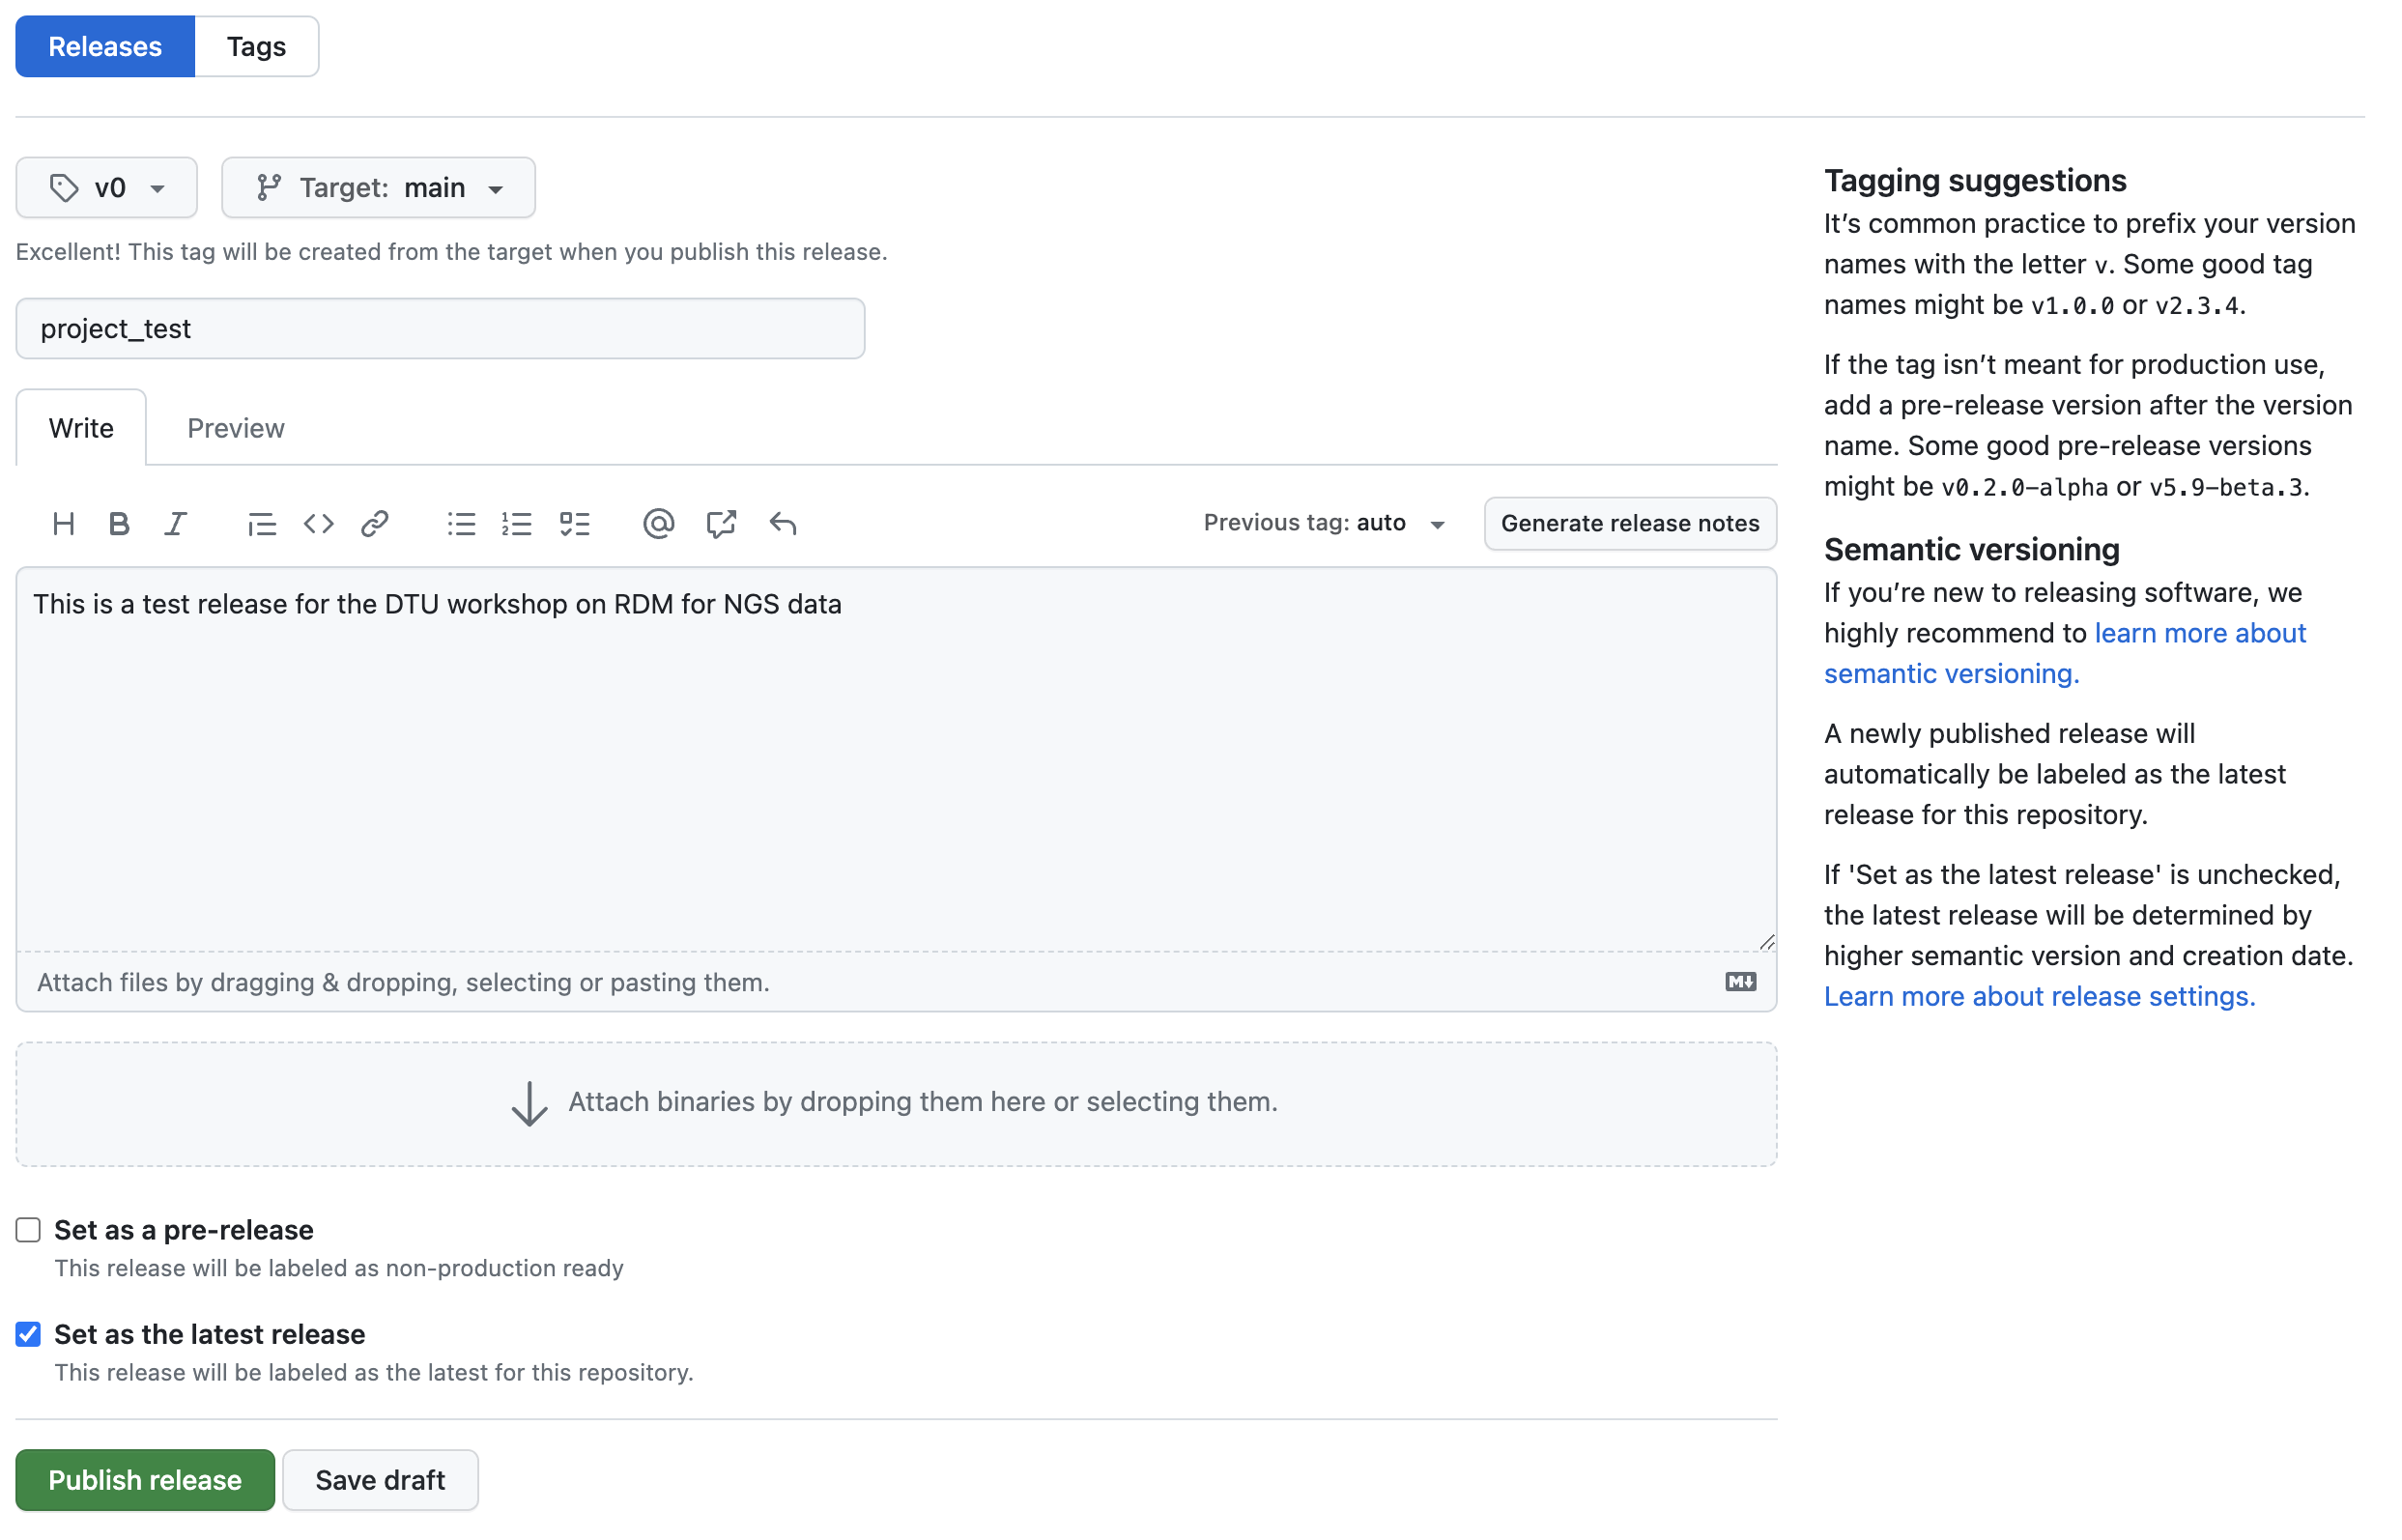 Releases Tags
v0 Target: main
Excellent! This tag will be created from the target when you publish this release.
project_test
Write Preview
H B I
Previous tag: auto Generate release notes
This is a test release for the DTU workshop on RDM for NGS data
Attach files by dragging & dropping, selecting or pasting them.
Attach binaries by dropping them here or selecting them.
Set as a pre-release
This release will be labeled as non-production ready
Set as the latest release
This release will be labeled as the latest for this repository.
Publish release Save draft
Tagging suggestions
It’s common practice to prefix your version
names with the letter v. Some good tag
names might be v1.0.0 or v2.3.4.
If the tag isn’t meant for production use,
add a pre-release version after the version
name. Some good pre-release versions
might be v0.2.0-alpha or v5.9-beta.3.
Semantic versioning
If you’re new to releasing software, we
highly recommend to learn more about
semantic versioning.
A newly published release will
automatically be labeled as the latest
release for this repository.
If 'Set as the latest release' is unchecked,
the latest release will be determined by
higher semantic version and creation date.
Learn more about release settings.